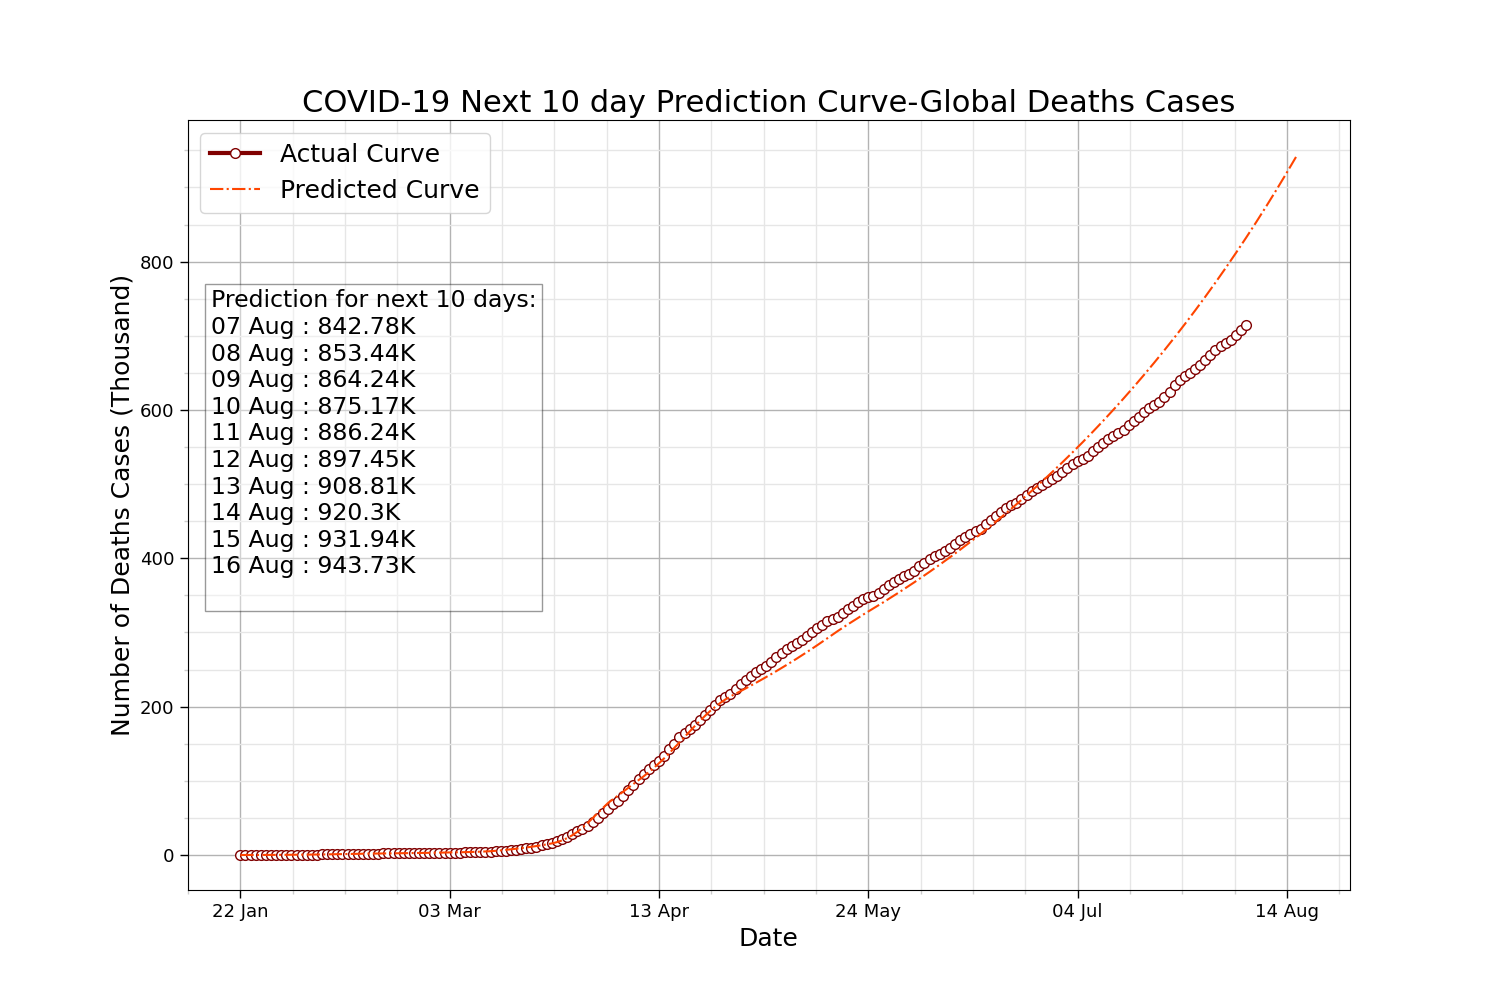 COVID-19 Next 10 day Prediction Curve-Global Deaths Cases
Actual Curve
Predicted Curve
Prediction for next 10 days:
07 Aug : 842.78K
08 Aug : 853.44K
09 Aug : 864.24K
10 Aug : 875.17K
11 Aug : 886.24K
12 Aug : 897.45K
13 Aug : 908.81K
14 Aug : 920.3K
15 Aug : 931.94K
16 Aug : 943.73K
Number of Deaths Cases (Thousand)
800
600
400
200
0
22 Jan
03 Mar
13 Apr
24 May
04 Jul
14 Aug
Date